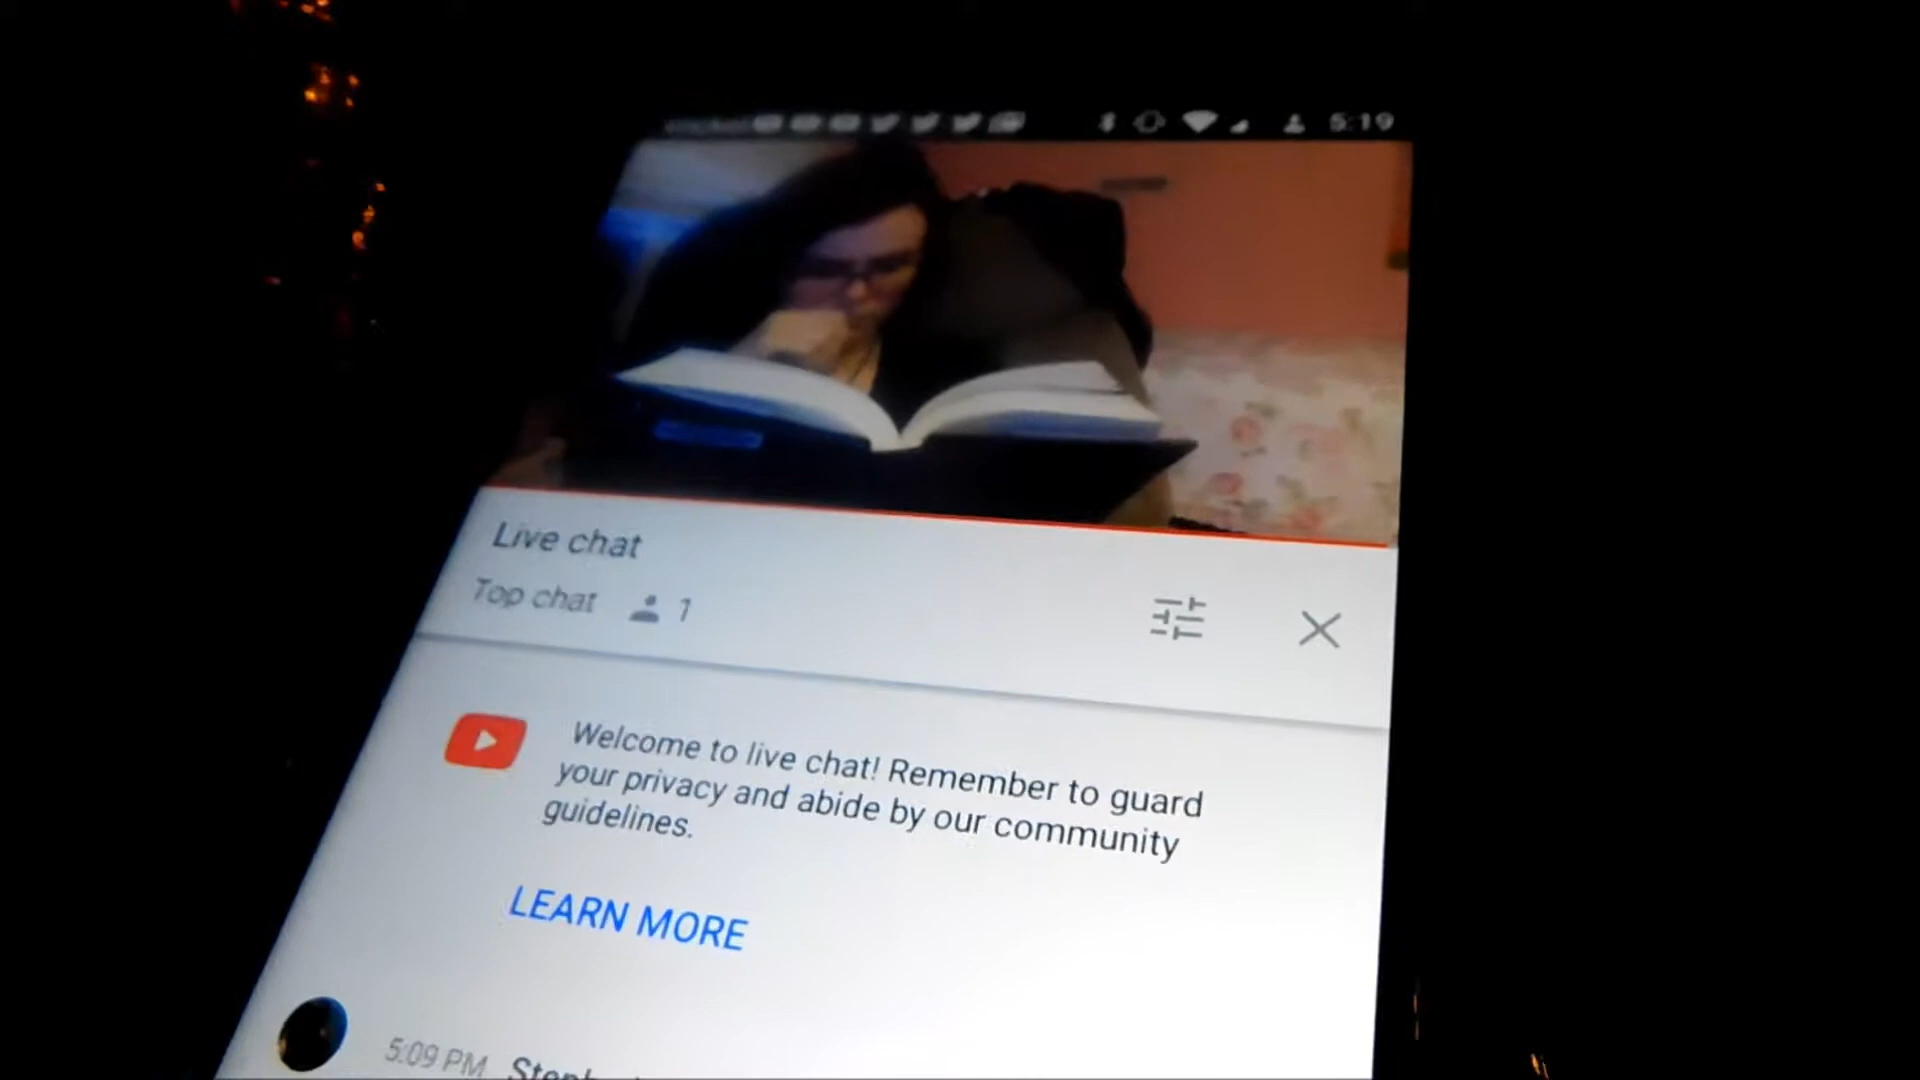 5:19
Live chat
Top chat 1
Welcome to live chat! Remember to guard
your privacy and abide by our community
guidelines.
LEARN MORE
5:09 PM